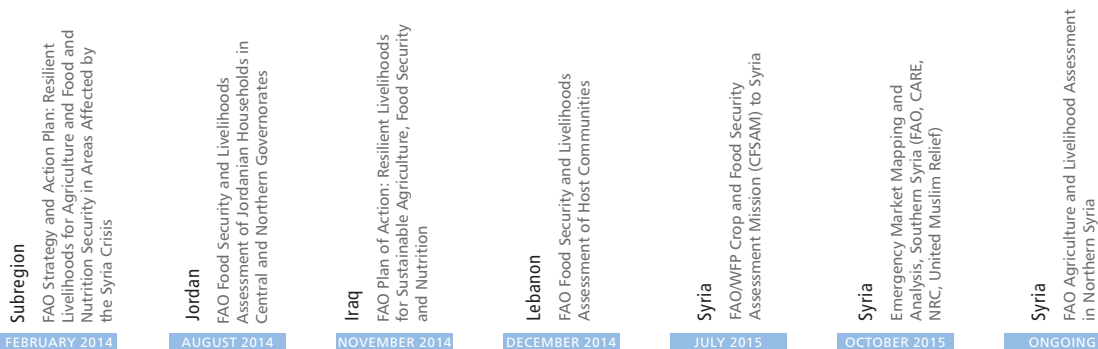 Subregion
FAO Strategy and Action Plan: Resilient
Livelihoods for Agriculture and Food and
Nutrition Security in Areas Affected by
the Syria Crisis
FEBRUARY 2014
Jordan
FAO Food Security and Livelihoods
Assessment of Jordanian Households in
Central and Northern Governorates
AUGUST 2014
Iraq
FAO Plan of Action: Resilient Livelihoods
for Sustainable Agriculture, Food Security
and Nutrition
NOVEMBER 2014
Lebanon
FAO Food Security and Livelihoods
Assessment of Host Communities
DECEMBER 2014
Syria
FAO/WFP Crop and Food Security
Assessment Mission (CFSAM) to Syria
JULY 2015
Syria
Emergency Market Mapping and
Analysis, Southern Syria (FAO, CARE,
NRC, United Muslim Relief)
OCTOBER 2015
Syria
FAO Agriculture and Livelihood Assessment
in Northern Syria
ONGOING